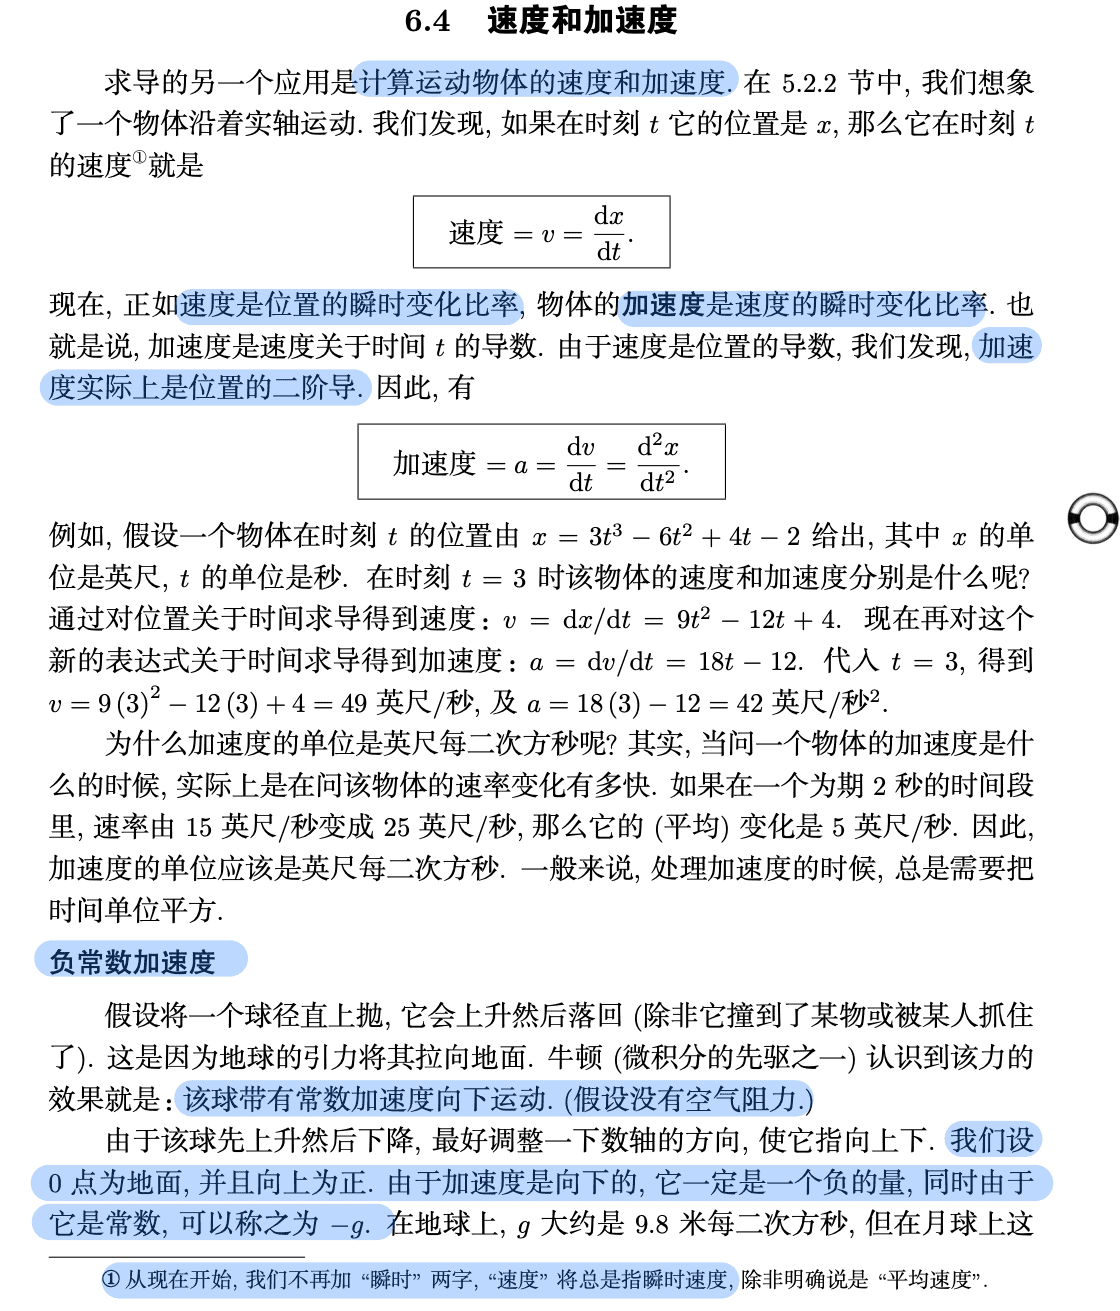 6.4 速度和加速度
求导的另一个应用是计算运动物体的速度和加速度. 在 5.2.2 节中, 我们想象
了一个物体沿着实轴运动. 我们发现, 如果在时刻 t 它的位置是 x, 那么它在时刻 t
的速度①就是
速度 = v = dx/dt.
现在, 正如速度是位置的瞬时变化比率, 物体的加速度是速度的瞬时变化比率. 也
就是说, 加速度是速度关于时间 t 的导数. 由于速度是位置的导数, 我们发现, 加速
度实际上是位置的二阶导. 因此, 有
加速度 = a = dv/dt = d²x/dt².
例如, 假设一个物体在时刻 t 的位置由 x = 3t³ − 6t² + 4t − 2 给出, 其中 x 的单
位是英尺, t 的单位是秒. 在时刻 t = 3 时该物体的速度和加速度分别是什么呢?
通过对位置关于时间求导得到速度: v = dx/dt = 9t² − 12t + 4. 现在再对这个
新的表达式关于时间求导得到加速度: a = dv/dt = 18t − 12. 代入 t = 3, 得到
v = 9 (3)² − 12 (3) + 4 = 49 英尺/秒, 及 a = 18 (3) − 12 = 42 英尺/秒².
为什么加速度的单位是英尺每二次方秒呢? 其实, 当问一个物体的加速度是什
么的时候, 实际上是在问该物体的速率变化有多快. 如果在一个为期 2 秒的时间段
里, 速率由 15 英尺/秒变成 25 英尺/秒, 那么它的 (平均) 变化是 5 英尺/秒. 因此,
加速度的单位应该是英尺每二次方秒. 一般来说, 处理加速度的时候, 总是需要把
时间单位平方.
负常数加速度
假设将一个球径直上抛, 它会上升然后落回 (除非它撞到了某物或被某人抓住
了). 这是因为地球的引力将其拉向地面. 牛顿 (微积分的先驱之一) 认识到该力的
效果就是: 该球带有常数加速度向下运动. (假设没有空气阻力.)
由于该球先上升然后下降, 最好调整一下数轴的方向, 使它指向上下. 我们设
0 点为地面, 并且向上为正. 由于加速度是向下的, 它一定是一个负的量, 同时由于
它是常数, 可以称之为 −g. 在地球上, g 大约是 9.8 米每二次方秒, 但在月球上这
① 从现在开始, 我们不再加 “瞬时” 两字, “速度” 将总是指瞬时速度, 除非明确说是 “平均速度”.